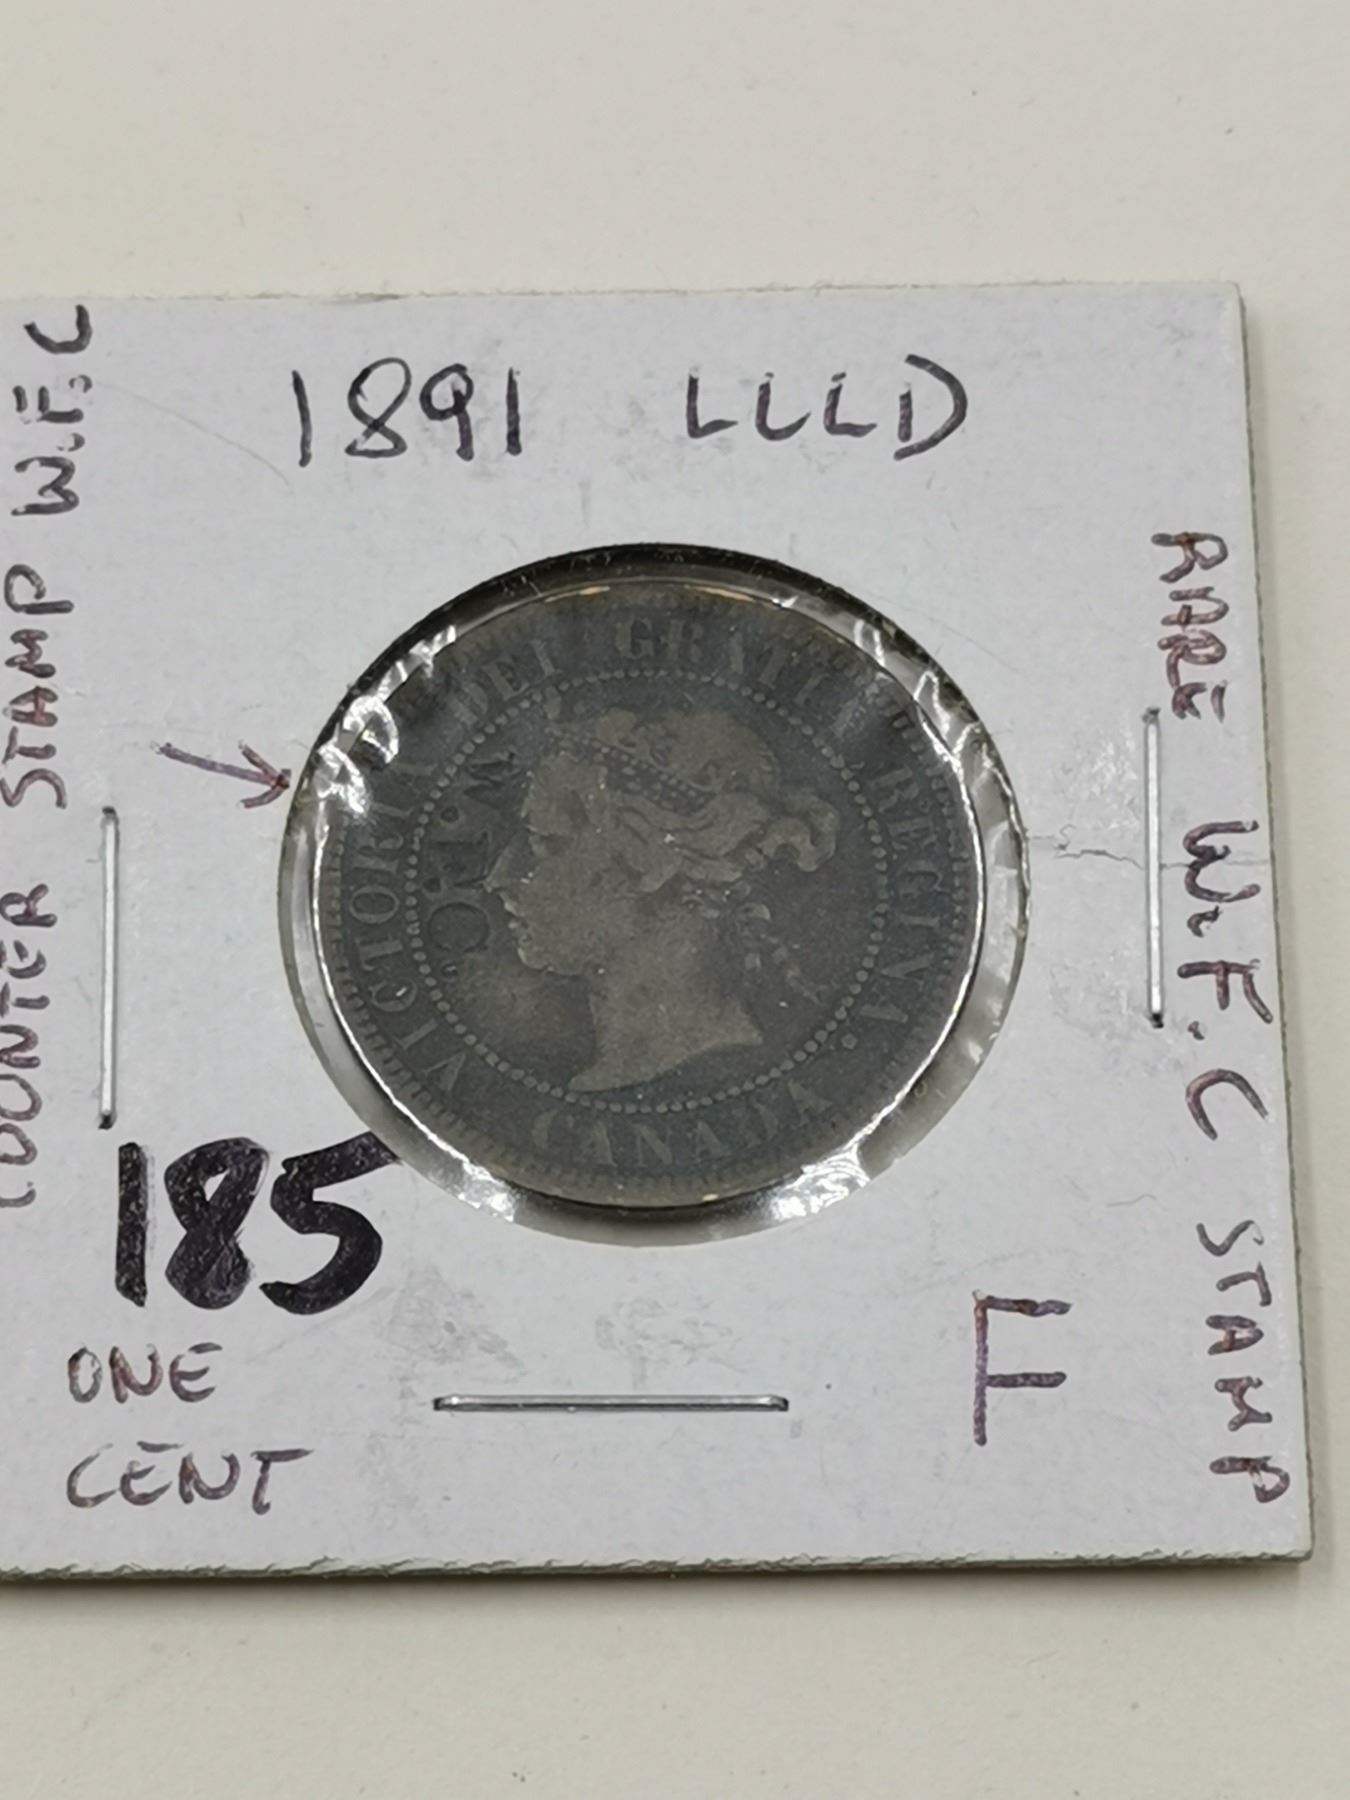 1891 LLLD
COUNTER STAMP W.F.C
RARE W.F.C STAMP
VICTORIA DEI GRATIA REGINA.
CANADA
W.F.C
185
ONE
CENT
F